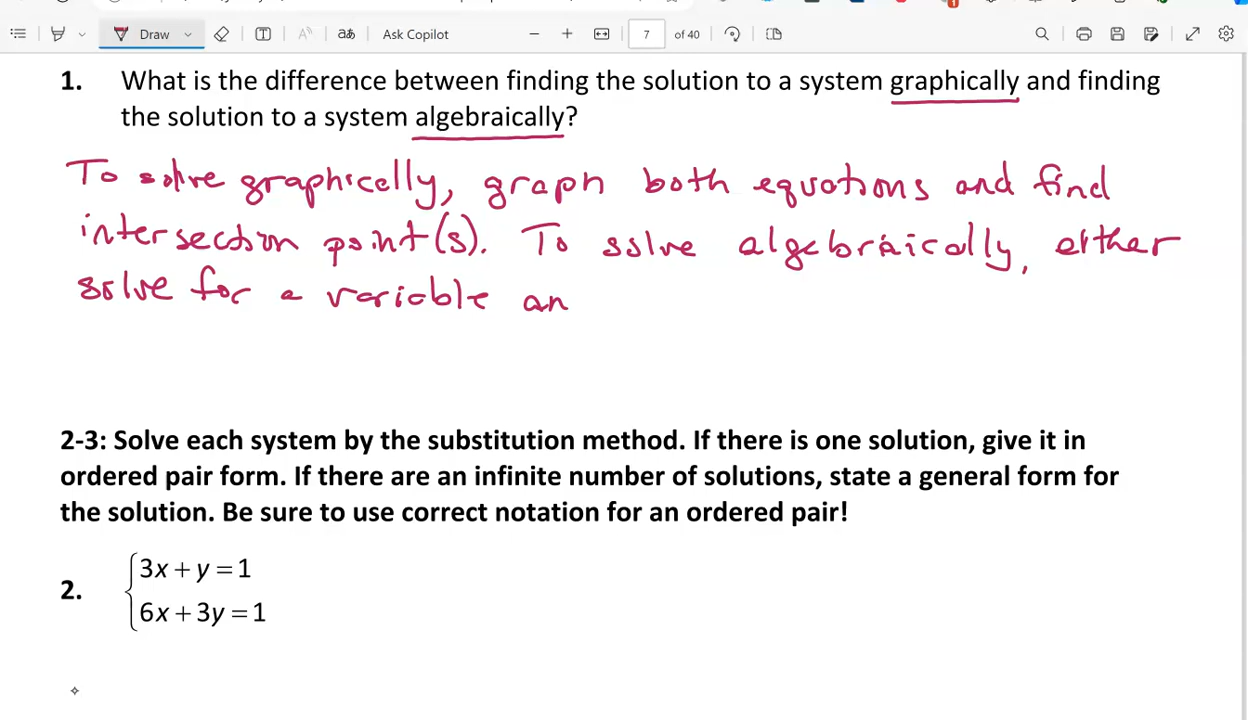 Draw
A
aあ
Ask Copilot
7
of 40
1. What is the difference between finding the solution to a system graphically and finding
the solution to a system algebraically?
To solve graphically, graph both equations and find
intersection point(s). To solve algebraically, either
solve for a variable an
2-3: Solve each system by the substitution method. If there is one solution, give it in
ordered pair form. If there are an infinite number of solutions, state a general form for
the solution. Be sure to use correct notation for an ordered pair!
2. 3x + y = 1
6x + 3y = 1